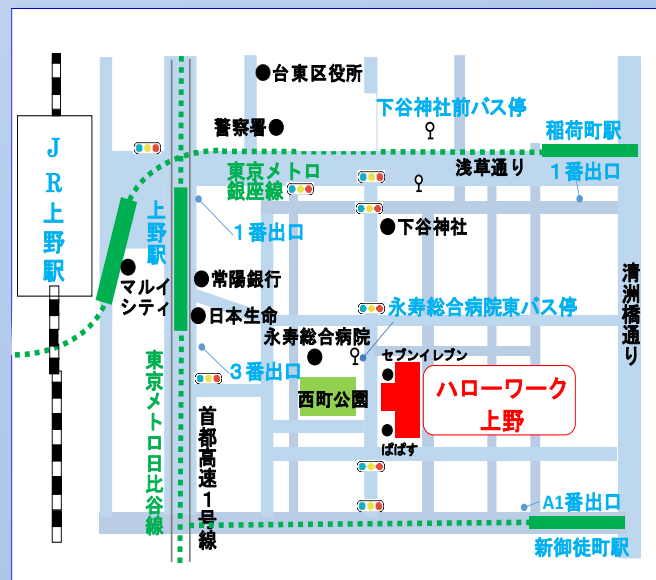 台東区役所
下谷神社前バス停
警察署
稲荷町駅
JR上野駅
東京メトロ
銀座線
浅草通り
1番出口
上野駅
1番出口
下谷神社
マルイ
シティ
常陽銀行
清洲橋通り
日本生命
永寿総合病院東バス停
永寿総合病院
セブンイレブン
3番出口
東京メトロ日比谷線
西町公園
ハローワーク
上野
首都高速1号線
ぱぱす
A1番出口
新御徒町駅